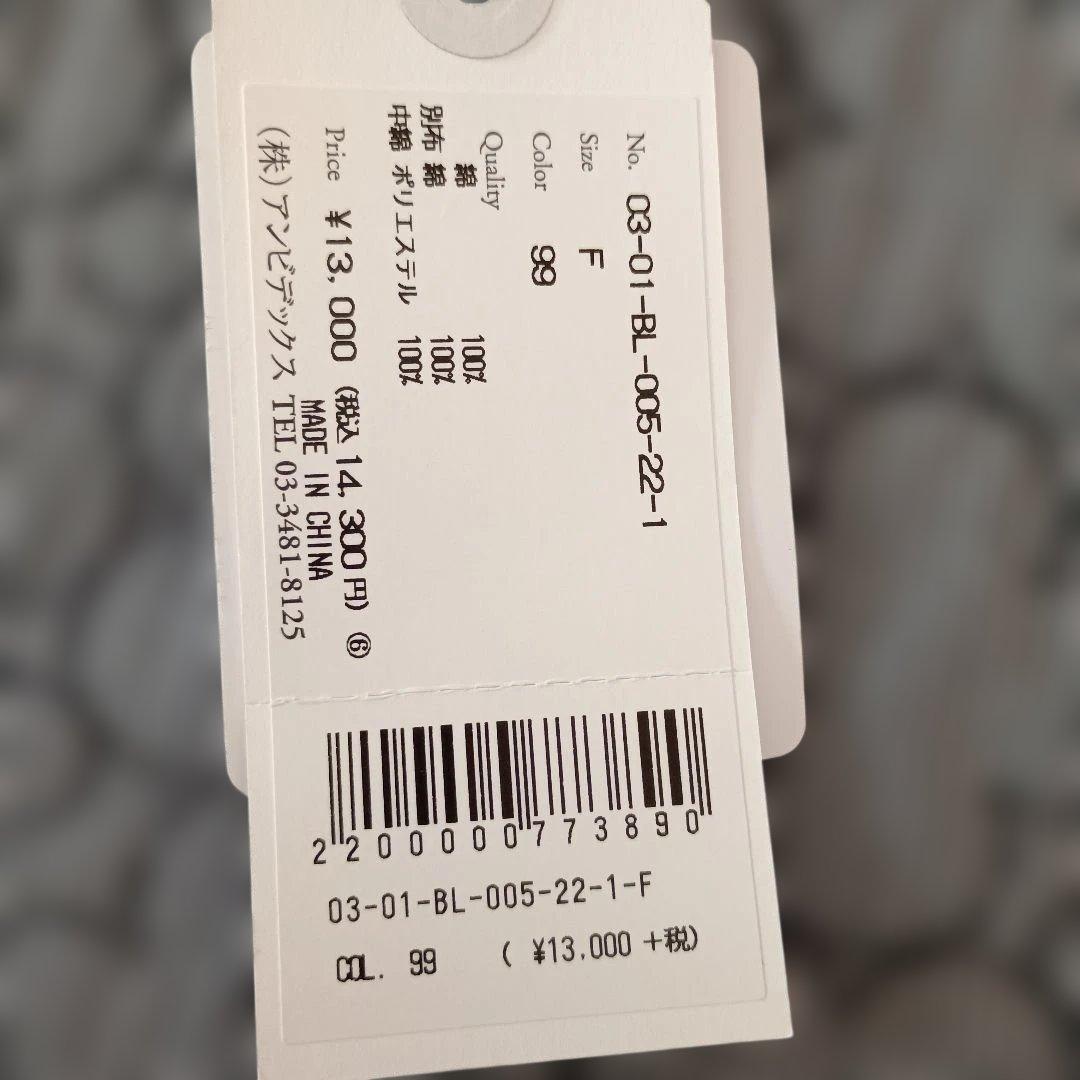 No. 03-01-BL-005-22-1
Size F
Color 99
Quality
綿 100%
別布 綿 100%
中綿 ポリエステル 100%
Price ¥13,000 (税込 14,300円) ⑥
MADE IN CHINA
(株)アンビデックス TEL 03-3481-8125
2200000773890
03-01-BL-005-22-1-F
COL. 99 ( ¥13,000 +税)